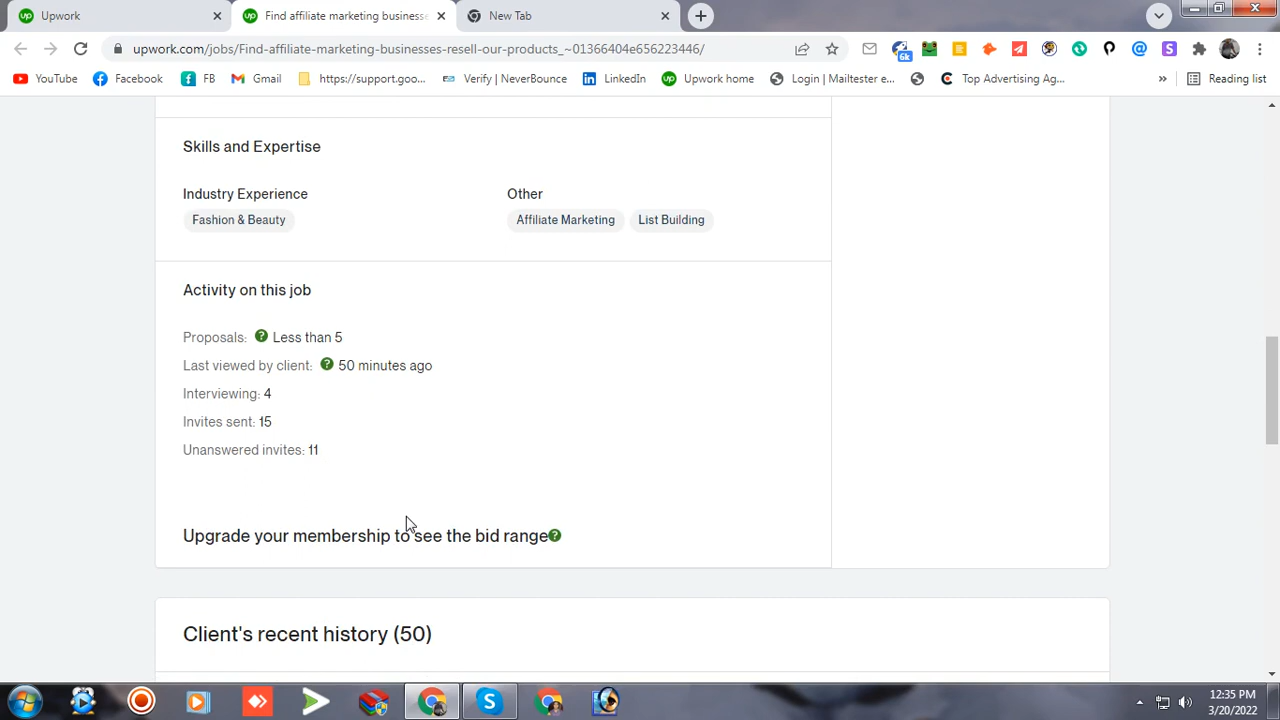 Upwork
Find affiliate marketing business
New Tab
upwork.com/jobs/Find-affiliate-marketing-businesses-resell-our-products_~01366404e656223446/
6k
YouTube
Facebook
FB
Gmail
https://support.goo...
Verify | NeverBounce
LinkedIn
Upwork home
Login | Mailtester e...
Top Advertising Ag...
»
Reading list
Skills and Expertise
Industry Experience
Other
Fashion & Beauty
Affiliate Marketing
List Building
Activity on this job
Proposals: ? Less than 5
Last viewed by client: ? 50 minutes ago
Interviewing: 4
Invites sent: 15
Unanswered invites: 11
Upgrade your membership to see the bid range ?
Client's recent history (50)
12:35 PM
3/20/2022